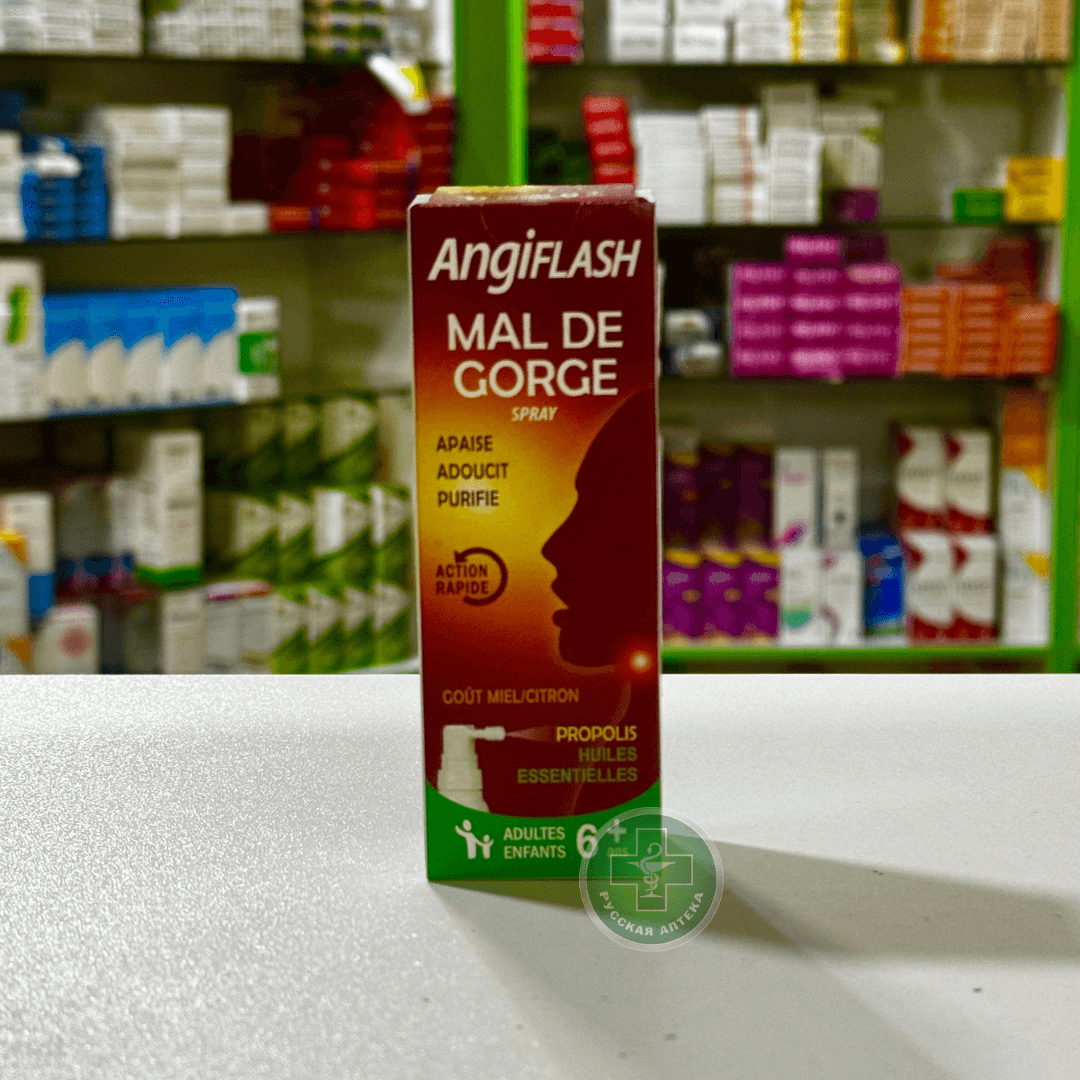 AngiFLASH
MAL DE
GORGE
SPRAY
APAISE
ADOUCIT
PURIFIE
ACTION
RAPIDE
GOÛT MIEL/CITRON
PROPOLIS
HUILES
ESSENTIELLES
ADULTES
ENFANTS
6+
ans
РУССКАЯ АПТЕКА